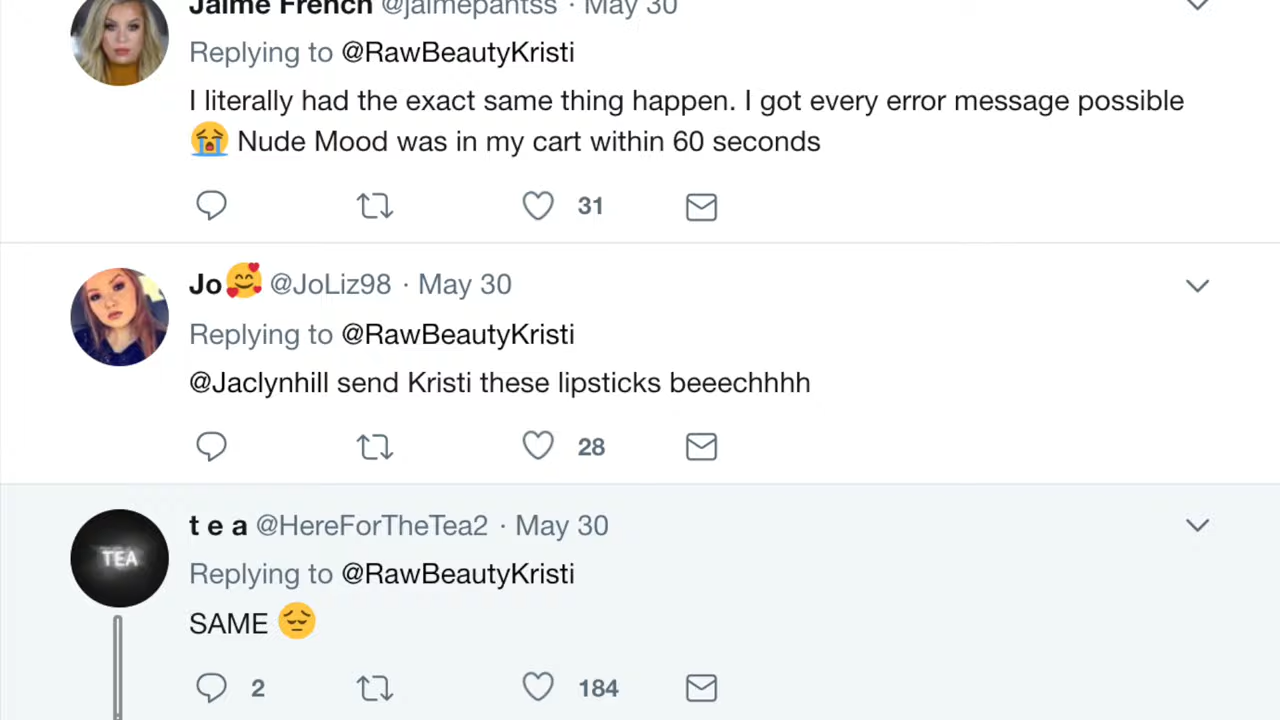 Jaime French @jaimepantss · May 30
Replying to @RawBeautyKristi
I literally had the exact same thing happen. I got every error message possible
😭 Nude Mood was in my cart within 60 seconds
31
Jo🥰 @JoLiz98 · May 30
Replying to @RawBeautyKristi
@Jaclynhill send Kristi these lipsticks beeechhhh
28
TEA
t e a @HereForTheTea2 · May 30
Replying to @RawBeautyKristi
SAME 😔
2 184